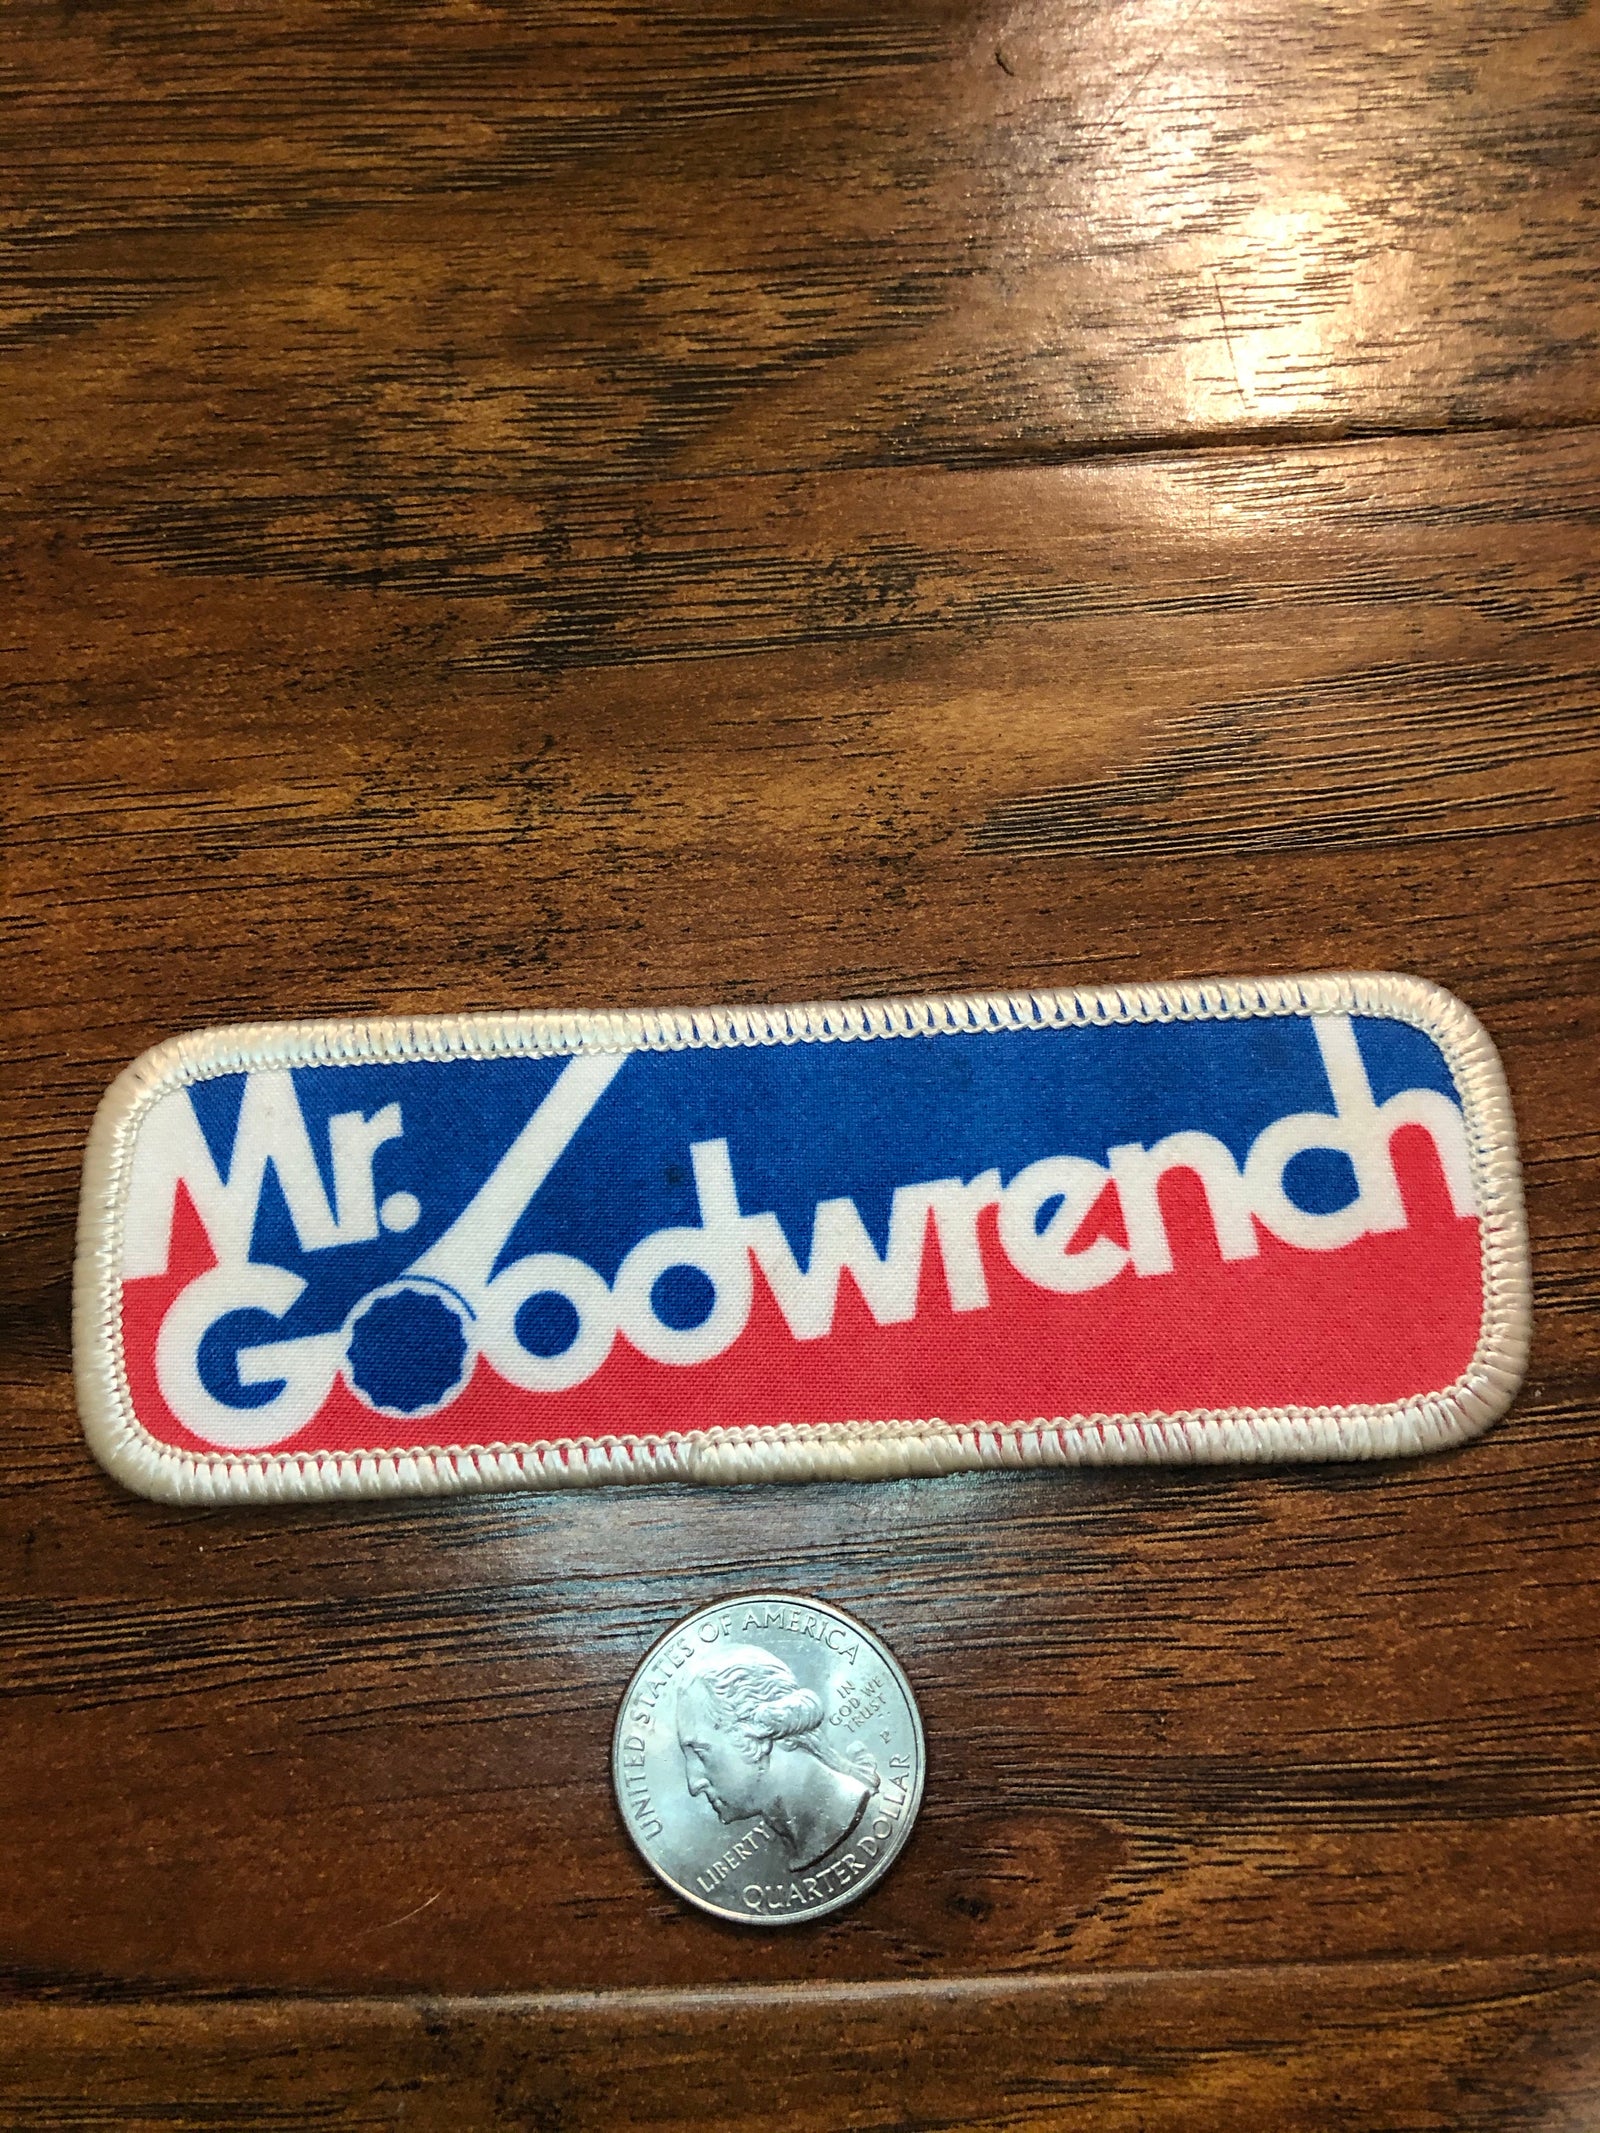 Mr.
Goodwrench
UNITED STATES OF AMERICA
IN
GOD WE
TRUST
P
LIBERTY
QUARTER DOLLAR